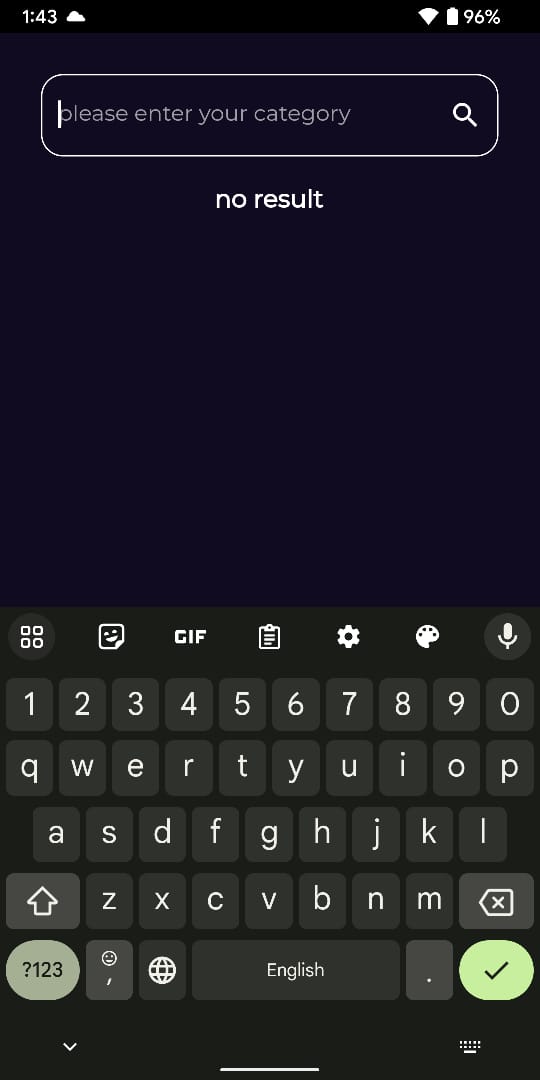 1:43 96%
please enter your category
no result
GIF
1 2 3 4 5 6 7 8 9 0
q w e r t y u i o p
a s d f g h j k l
z x c v b n m
?123 , English .